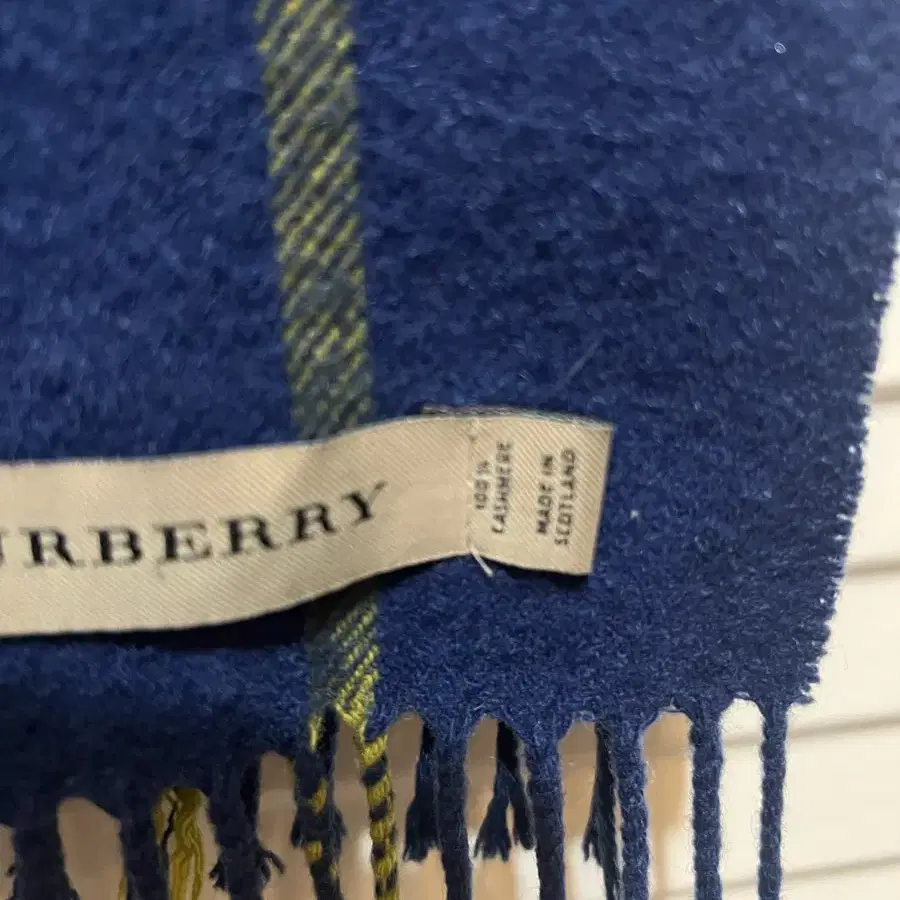 URBERRY
100%
CASHMERE
MADE IN
SCOTLAND